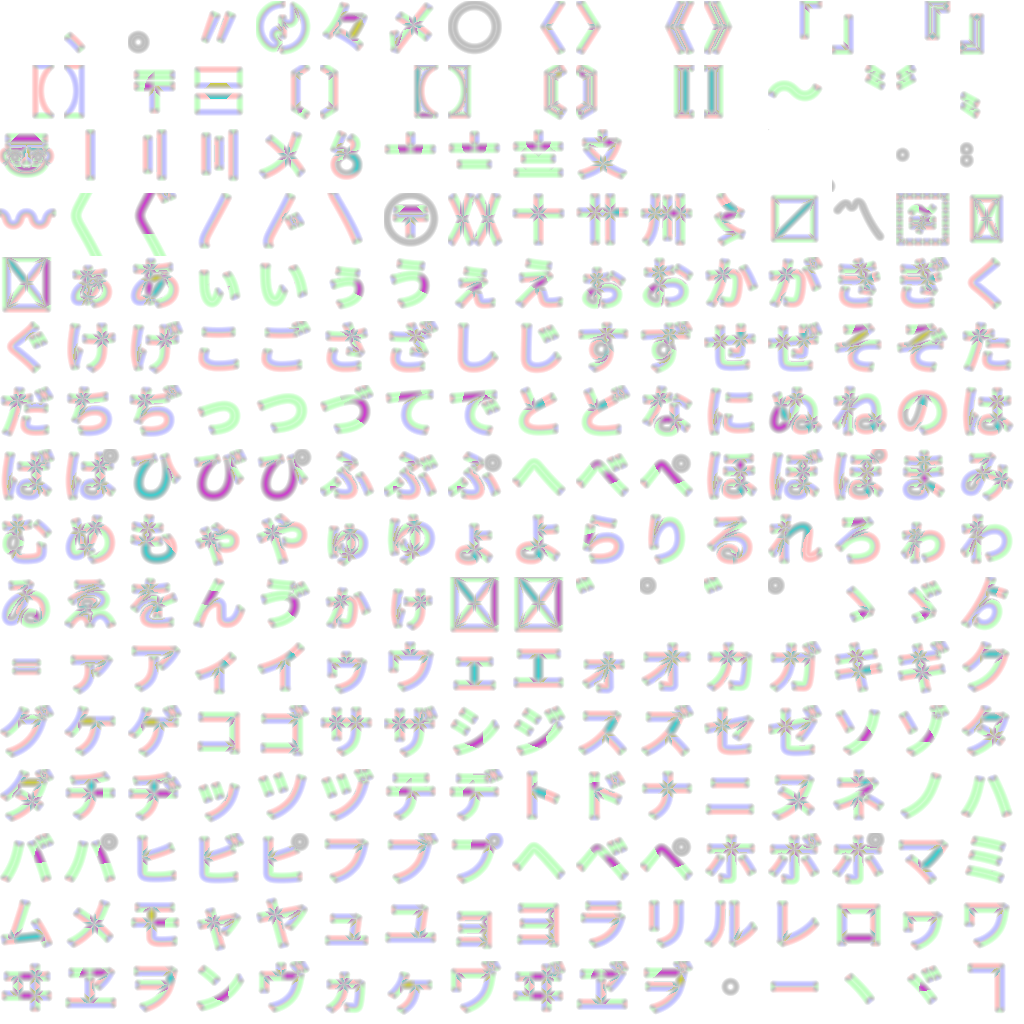 、。〃〄々〆〇〈〉《》「」『』
【】〒〓〔〕〖〗〘〙〚〛〜〝〞〟
〠〡〢〣〤〥〦〧〨〩
〰〱〲〳〴〵〶〷〸〹〺〻〼〽〾
ぁあぃいぅうぇえぉおかがきぎく
ぐけげこごさざしじすずせぜそぞた
だちぢっつづてでとどなにぬねのは
ばぱひびぴふぶぷへべぺほぼぽまみ
むめもゃやゅゆょよらりるれろゎわ
ゐゑをんゔゕゖ゛゜ゝゞゟ
゠ァアィイゥウェエォオカガキギク
グケゲコゴサザシジスズセゼソゾタ
ダチヂッツヅテデトドナニヌネノハ
バパヒビピフブプヘベペホボポマミ
ムメモャヤュユョヨラリルレロヮワ
ヰヱヲンヴヵヶヷヸヹヺ・ーヽヾヿ